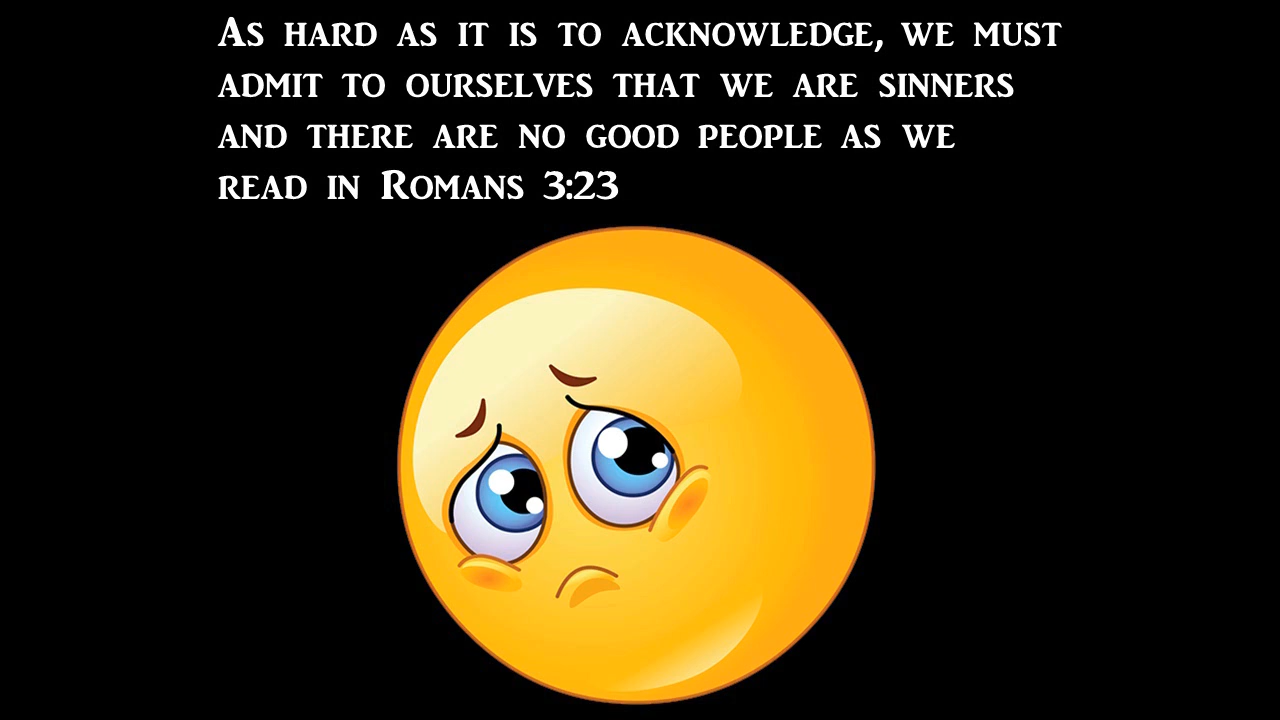 As hard as it is to acknowledge, we must
admit to ourselves that we are sinners
and there are no good people as we
read in Romans 3:23